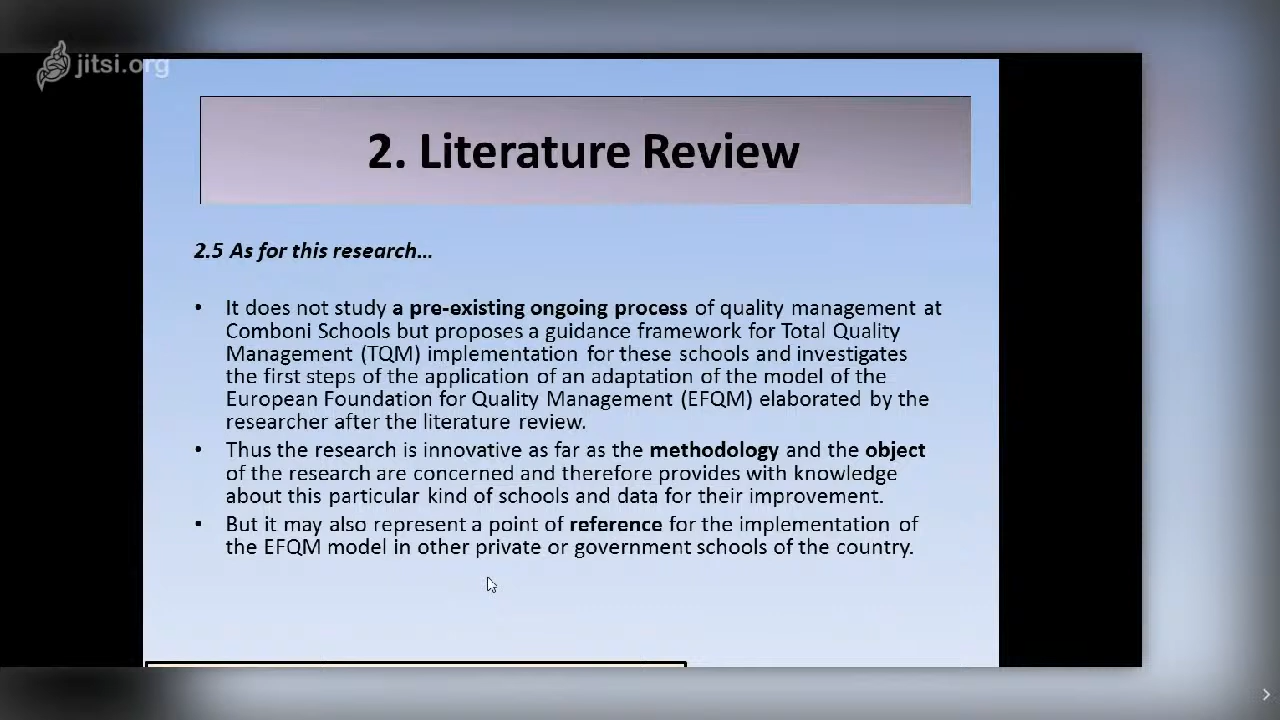 jitsi.org
2. Literature Review
2.5 As for this research...
• It does not study a pre-existing ongoing process of quality management at
Comboni Schools but proposes a guidance framework for Total Quality
Management (TQM) implementation for these schools and investigates
the first steps of the application of an adaptation of the model of the
European Foundation for Quality Management (EFQM) elaborated by the
researcher after the literature review.
• Thus the research is innovative as far as the methodology and the object
of the research are concerned and therefore provides with knowledge
about this particular kind of schools and data for their improvement.
• But it may also represent a point of reference for the implementation of
the EFQM model in other private or government schools of the country.